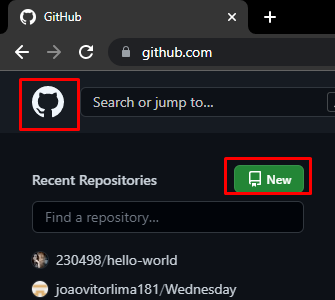 GitHub
github.com
Search or jump to...
Recent Repositories
New
Find a repository...
230498/hello-world
joaovitorlima181/Wednesday